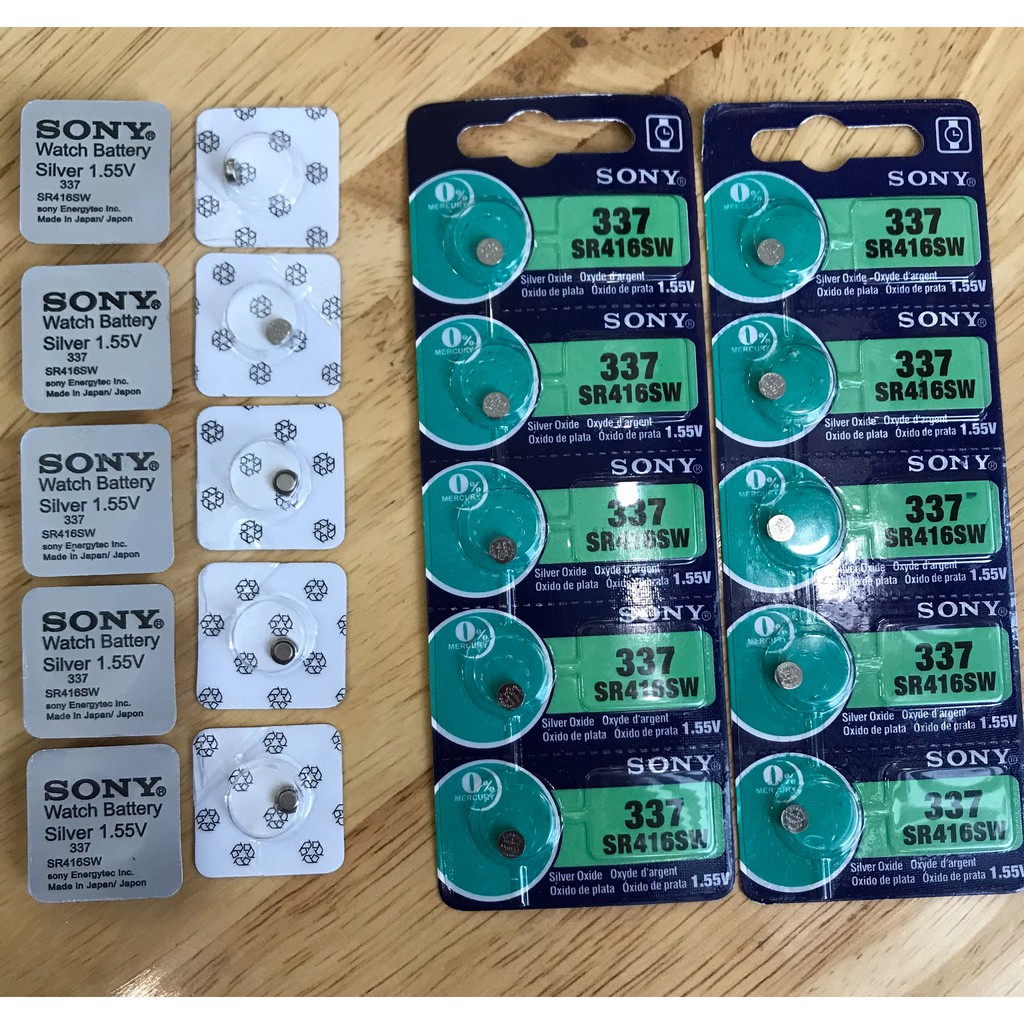 SONY®
Watch Battery
Silver 1.55V
337
SR416SW
sony Energytec Inc.
Made in Japan/ Japon
SONY®
Watch Battery
Silver 1.55V
337
SR416SW
sony Energytec Inc.
Made in Japan/ Japon
SONY®
Watch Battery
Silver 1.55V
337
SR416SW
sony Energytec Inc.
Made in Japan/ Japon
SONY®
Watch Battery
Silver 1.55V
337
SR416SW
sony Energytec Inc.
Made in Japan/ Japon
SONY®
Watch Battery
Silver 1.55V
337
SR416SW
sony Energytec Inc.
Made in Japan/ Japon
SONY®
0%
MERCURY
337
SR416SW
Silver Oxide Oxyde d'argent
Oxido de plata Óxido de prata 1.55V
SONY®
0%
MERCURY
337
SR416SW
Silver Oxide Oxyde d'argent
Oxido de plata Óxido de prata 1.55V
SONY®
0%
MERCURY
337
SR416SW
Silver Oxide Oxyde d'argent
Oxido de plata Óxido de prata 1.55V
SONY®
0%
MERCURY
337
SR416SW
Silver Oxide Oxyde d'argent
Oxido de plata Óxido de prata 1.55V
SONY®
0%
MERCURY
337
SR416SW
Silver Oxide Oxyde d'argent
Oxido de plata Óxido de prata 1.55V
SONY®
0%
MERCURY
337
SR416SW
Silver Oxide Oxyde d'argent
Oxido de plata Óxido de prata 1.55V
SONY®
0%
MERCURY
337
SR416SW
Silver Oxide Oxyde d'argent
Oxido de plata Óxido de prata 1.55V
SONY®
0%
MERCURY
337
SR416SW
Silver Oxide Oxyde d'argent
Oxido de plata Óxido de prata 1.55V
SONY®
0%
MERCURY
337
SR416SW
Silver Oxide Oxyde d'argent
Oxido de plata Óxido de prata 1.55V
SONY®
0%
MERCURY
337
SR416SW
Silver Oxide Oxyde d'argent
Oxido de plata Óxido de prata 1.55V